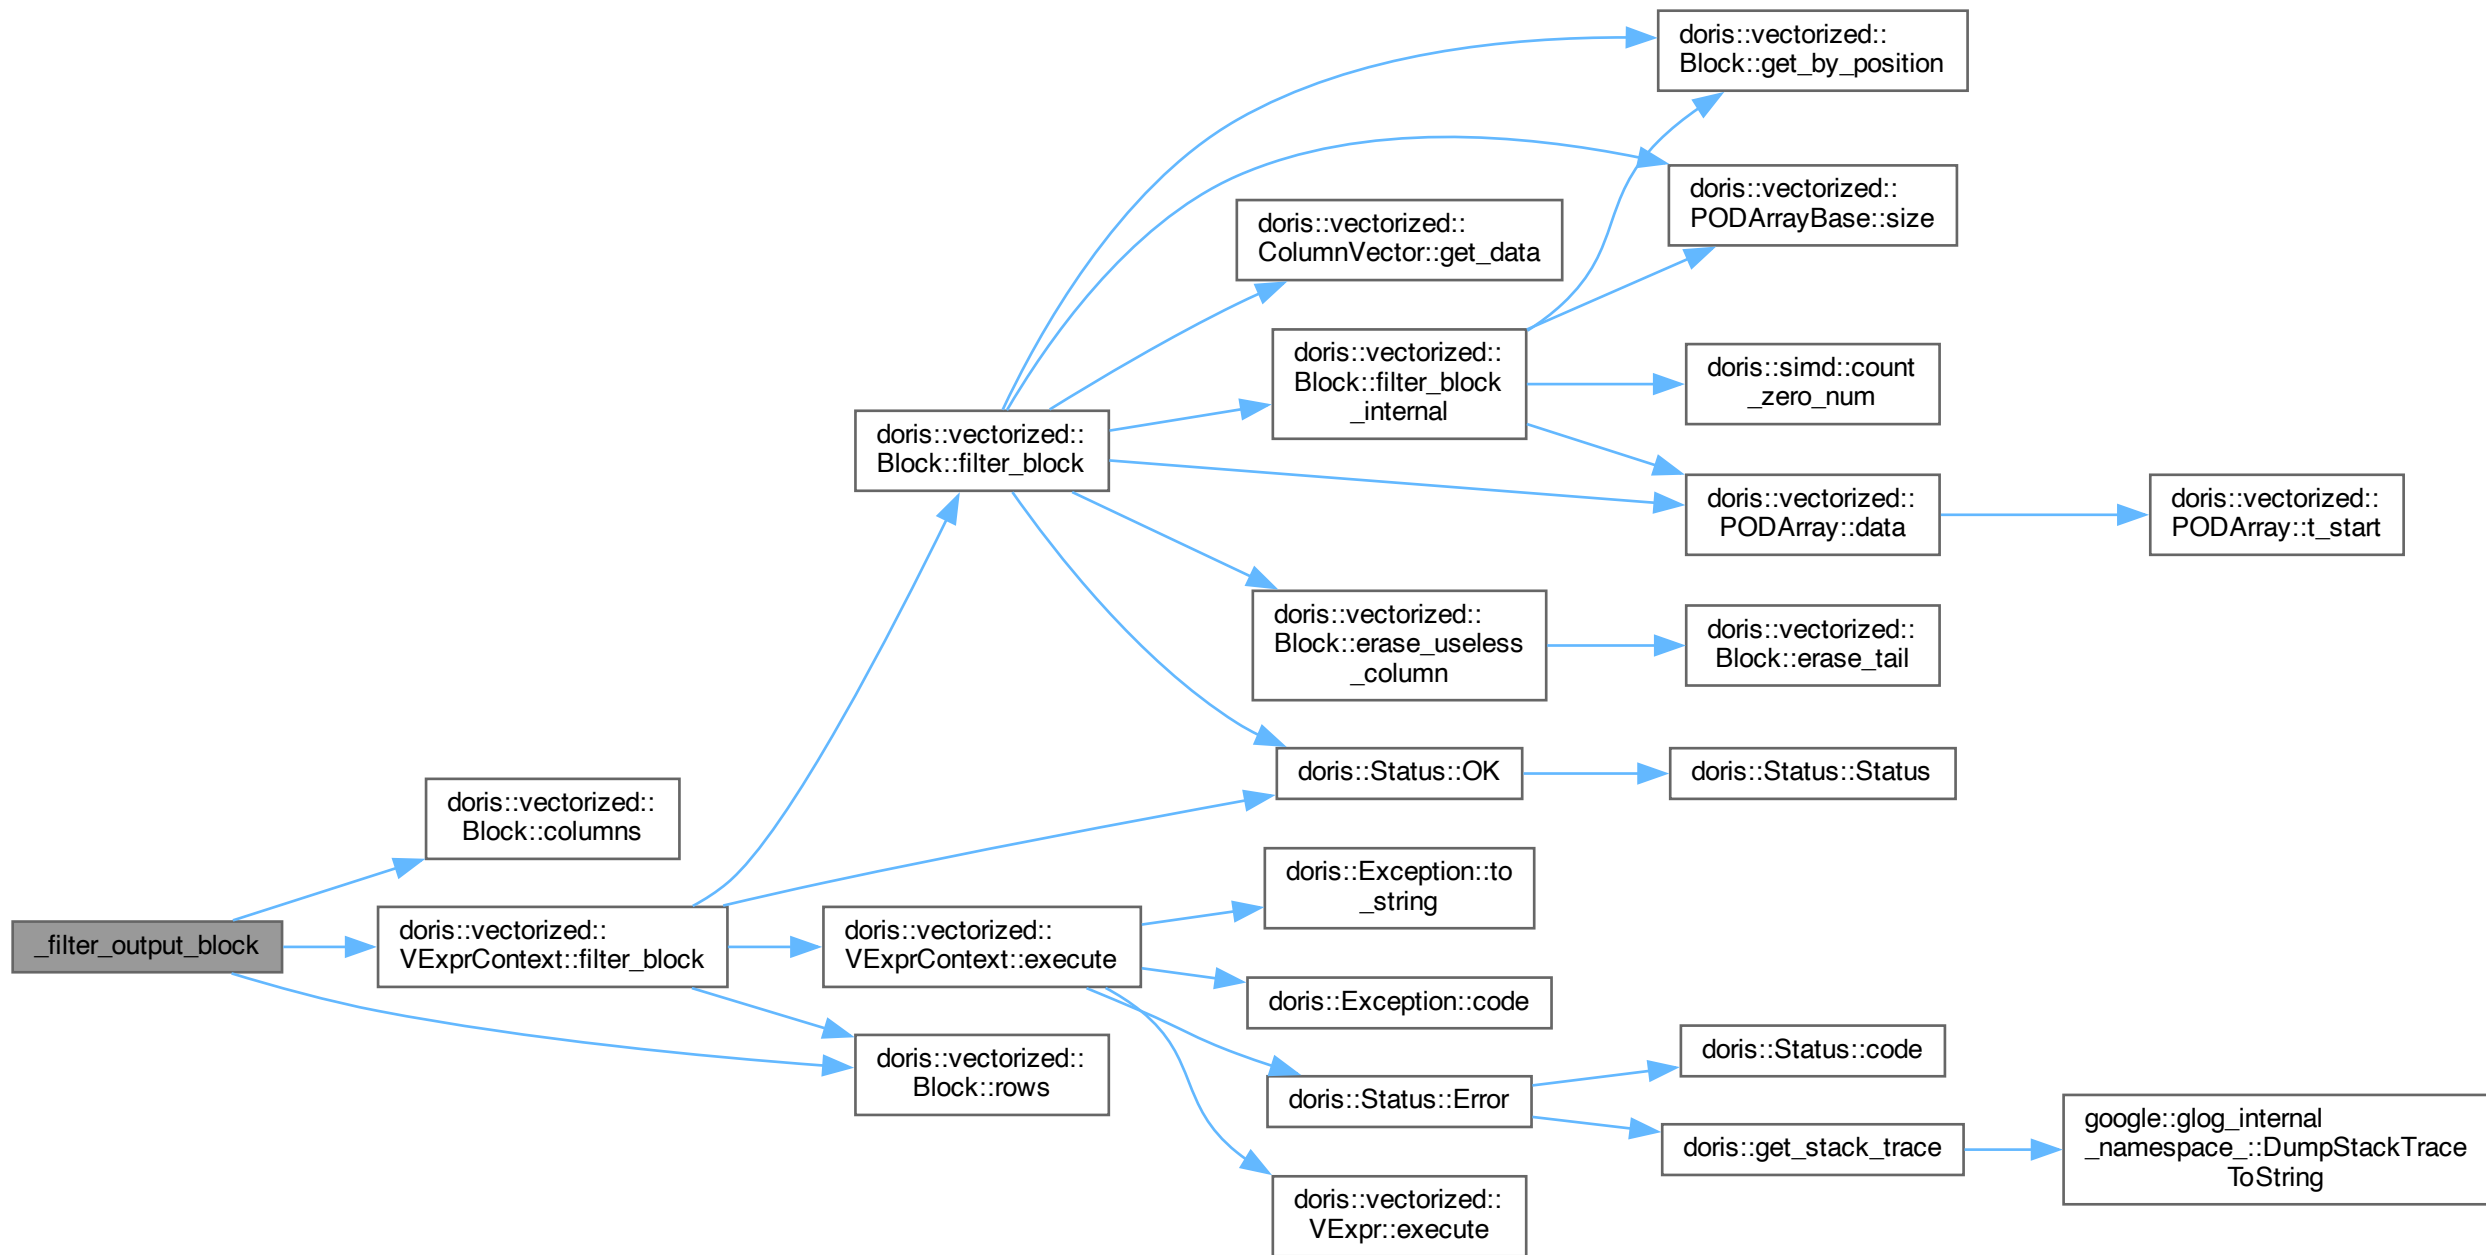 _filter_output_block
doris::vectorized::
Block::columns
doris::vectorized::
VExprContext::filter_block
doris::vectorized::
Block::filter_block
doris::vectorized::
VExprContext::execute
doris::vectorized::
Block::rows
doris::vectorized::
ColumnVector::get_data
doris::vectorized::
Block::filter_block
_internal
doris::vectorized::
Block::erase_useless
_column
doris::Status::OK
doris::Exception::to
_string
doris::Exception::code
doris::Status::Error
doris::vectorized::
VExpr::execute
doris::vectorized::
Block::get_by_position
doris::vectorized::
PODArrayBase::size
doris::simd::count
_zero_num
doris::vectorized::
PODArray::data
doris::vectorized::
Block::erase_tail
doris::Status::Status
doris::Status::code
doris::get_stack_trace
doris::vectorized::
PODArray::t_start
google::glog_internal
_namespace_::DumpStackTrace
ToString